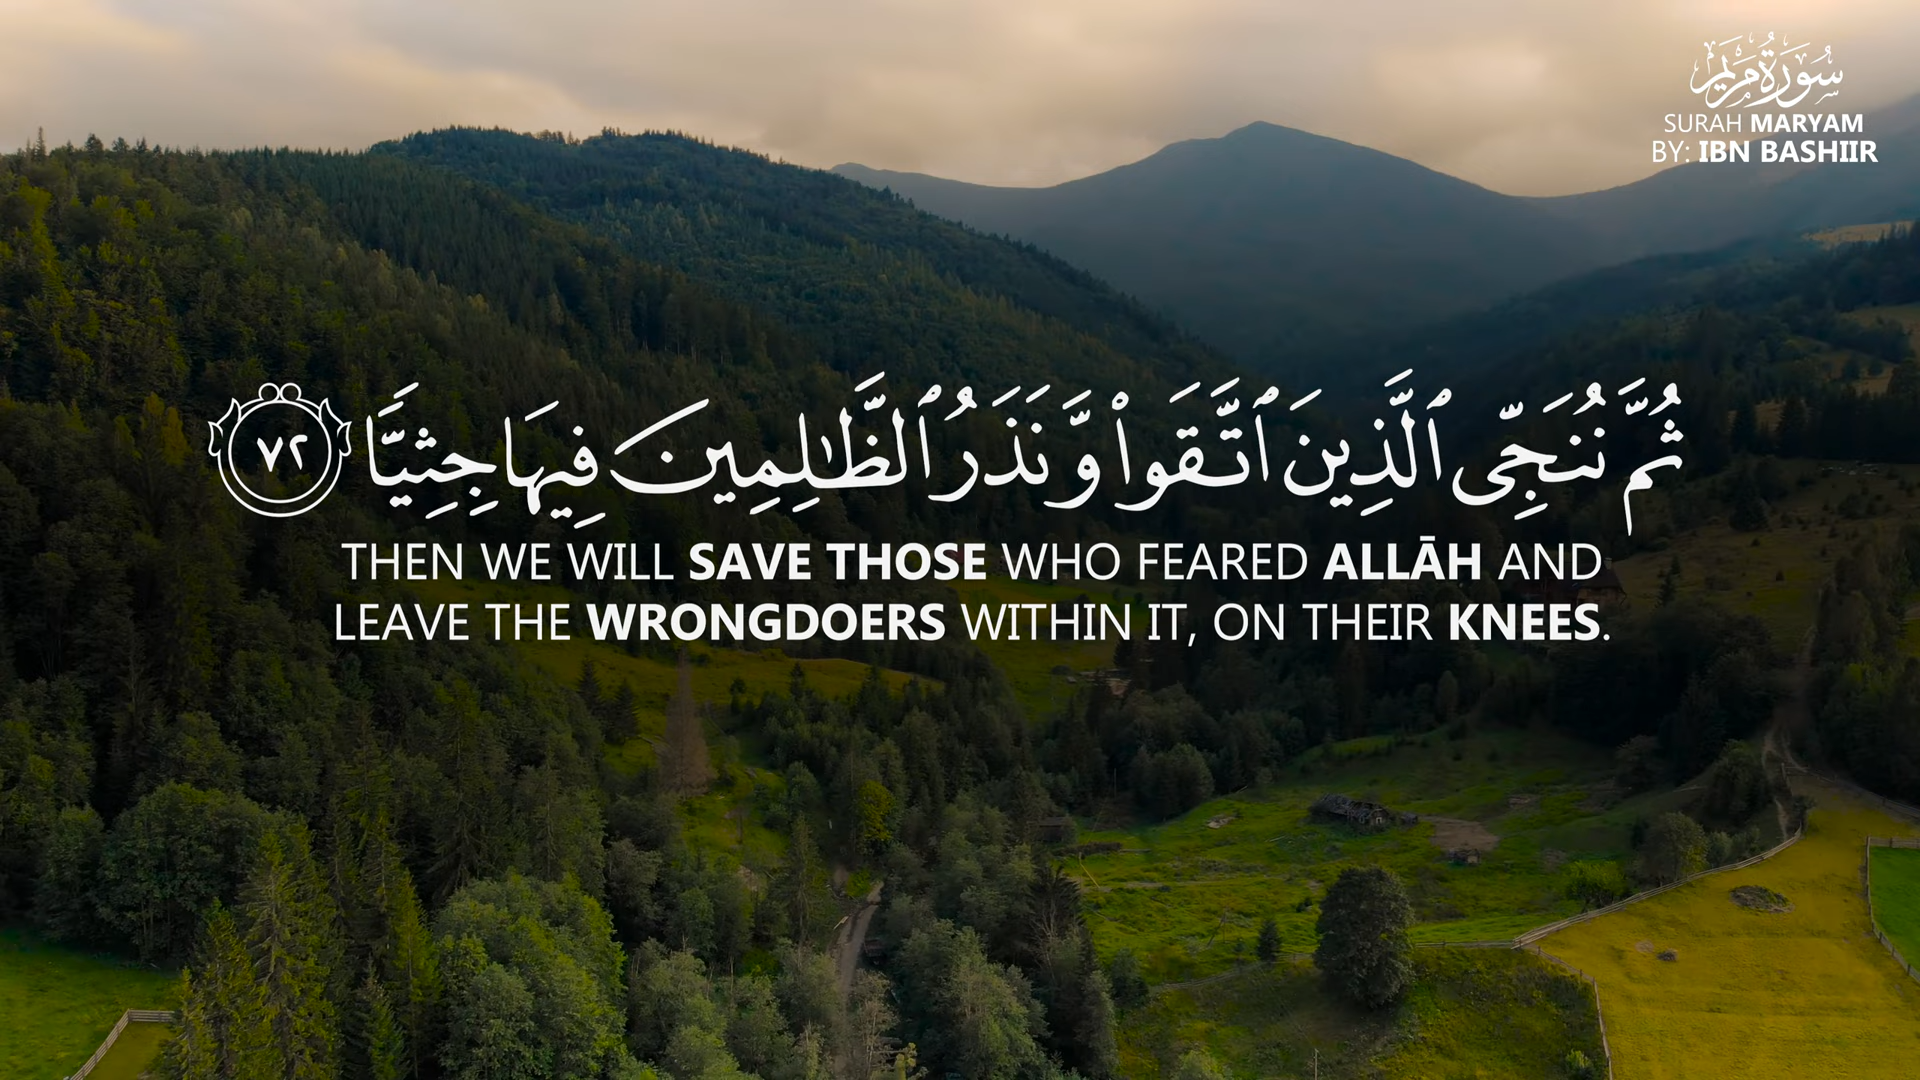 سُورَةُ مَرْيَم
SURAH MARYAM
BY: IBN BASHIIR
ثُمَّ نُنَجِّى ٱلَّذِينَ ٱتَّقَوا۟ وَّنَذَرُ ٱلظَّـٰلِمِينَ فِيهَا جِثِيًّا ٧٢
THEN WE WILL SAVE THOSE WHO FEARED ALLĀH AND
LEAVE THE WRONGDOERS WITHIN IT, ON THEIR KNEES.